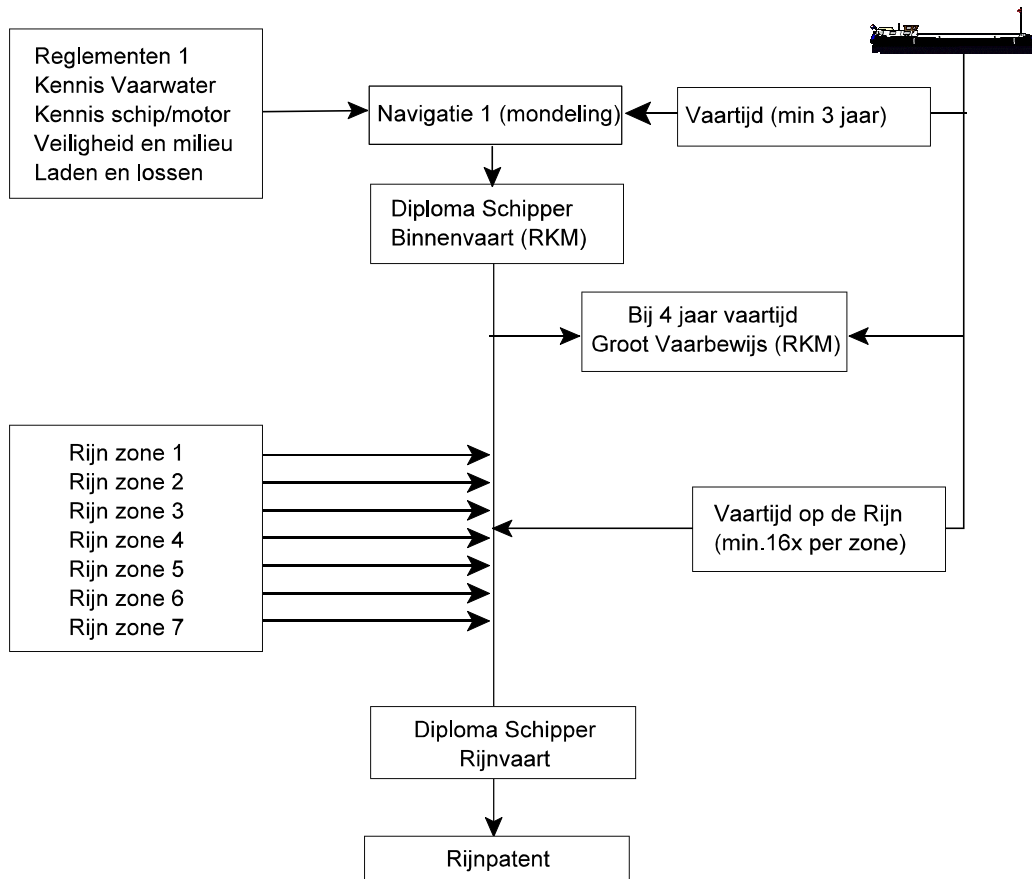 Reglementen 1
Kennis Vaarwater
Kennis schip/motor
Veiligheid en milieu
Laden en lossen
Navigatie 1 (mondeling)
Vaartijd (min 3 jaar)
Diploma Schipper
Binnenvaart (RKM)
Bij 4 jaar vaartijd
Groot Vaarbewijs (RKM)
Rijn zone 1
Rijn zone 2
Rijn zone 3
Rijn zone 4
Rijn zone 5
Rijn zone 6
Rijn zone 7
Vaartijd op de Rijn
(min.16x per zone)
Diploma Schipper
Rijnvaart
Rijnpatent